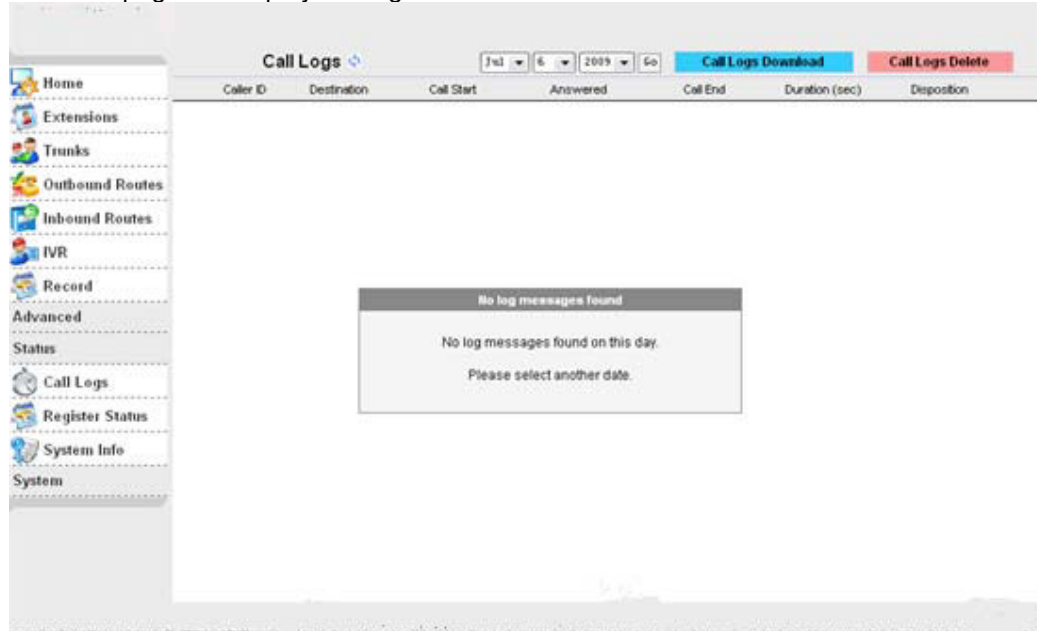 Call Logs
Jul 6 2009 Go
Call Logs Download
Call Logs Delete
Caller ID Destination Call Start Answered Call End Duration (sec) Disposition
Home
Extensions
Trunks
Outbound Routes
Inbound Routes
IVR
Record
Advanced
Status
Call Logs
Register Status
System Info
System
No log messages found
No log messages found on this day.
Please select another date.